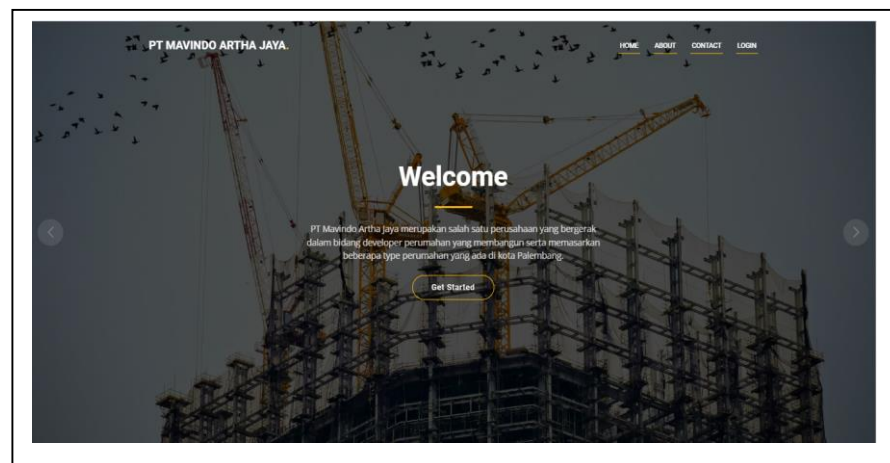 PT MAVINDO ARTHA JAYA.
HOME ABOUT CONTACT LOGIN
Welcome
PT Mavindo Artha Jaya merupakan salah satu perusahaan yang bergerak
dalam bidang developer perumahan yang membangun serta memasarkan
beberapa type perumahan yang ada di kota Palembang.
Get Started